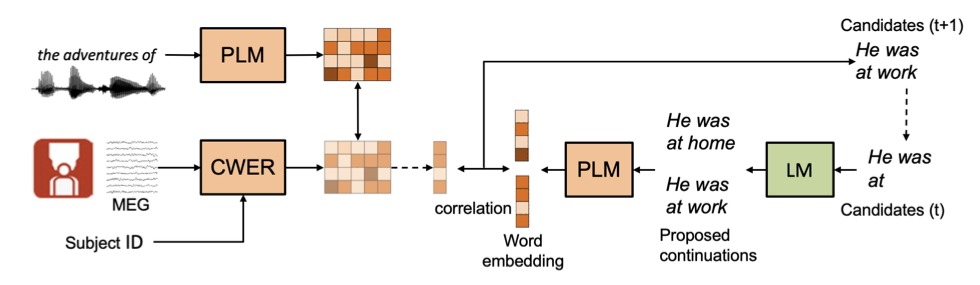 the adventures of
PLM
MEG
CWER
Subject ID
correlation
Word
embedding
PLM
He was
at home
He was
at work
Proposed
continuations
LM
Candidates (t+1)
He was
at work
He was
at
Candidates (t)